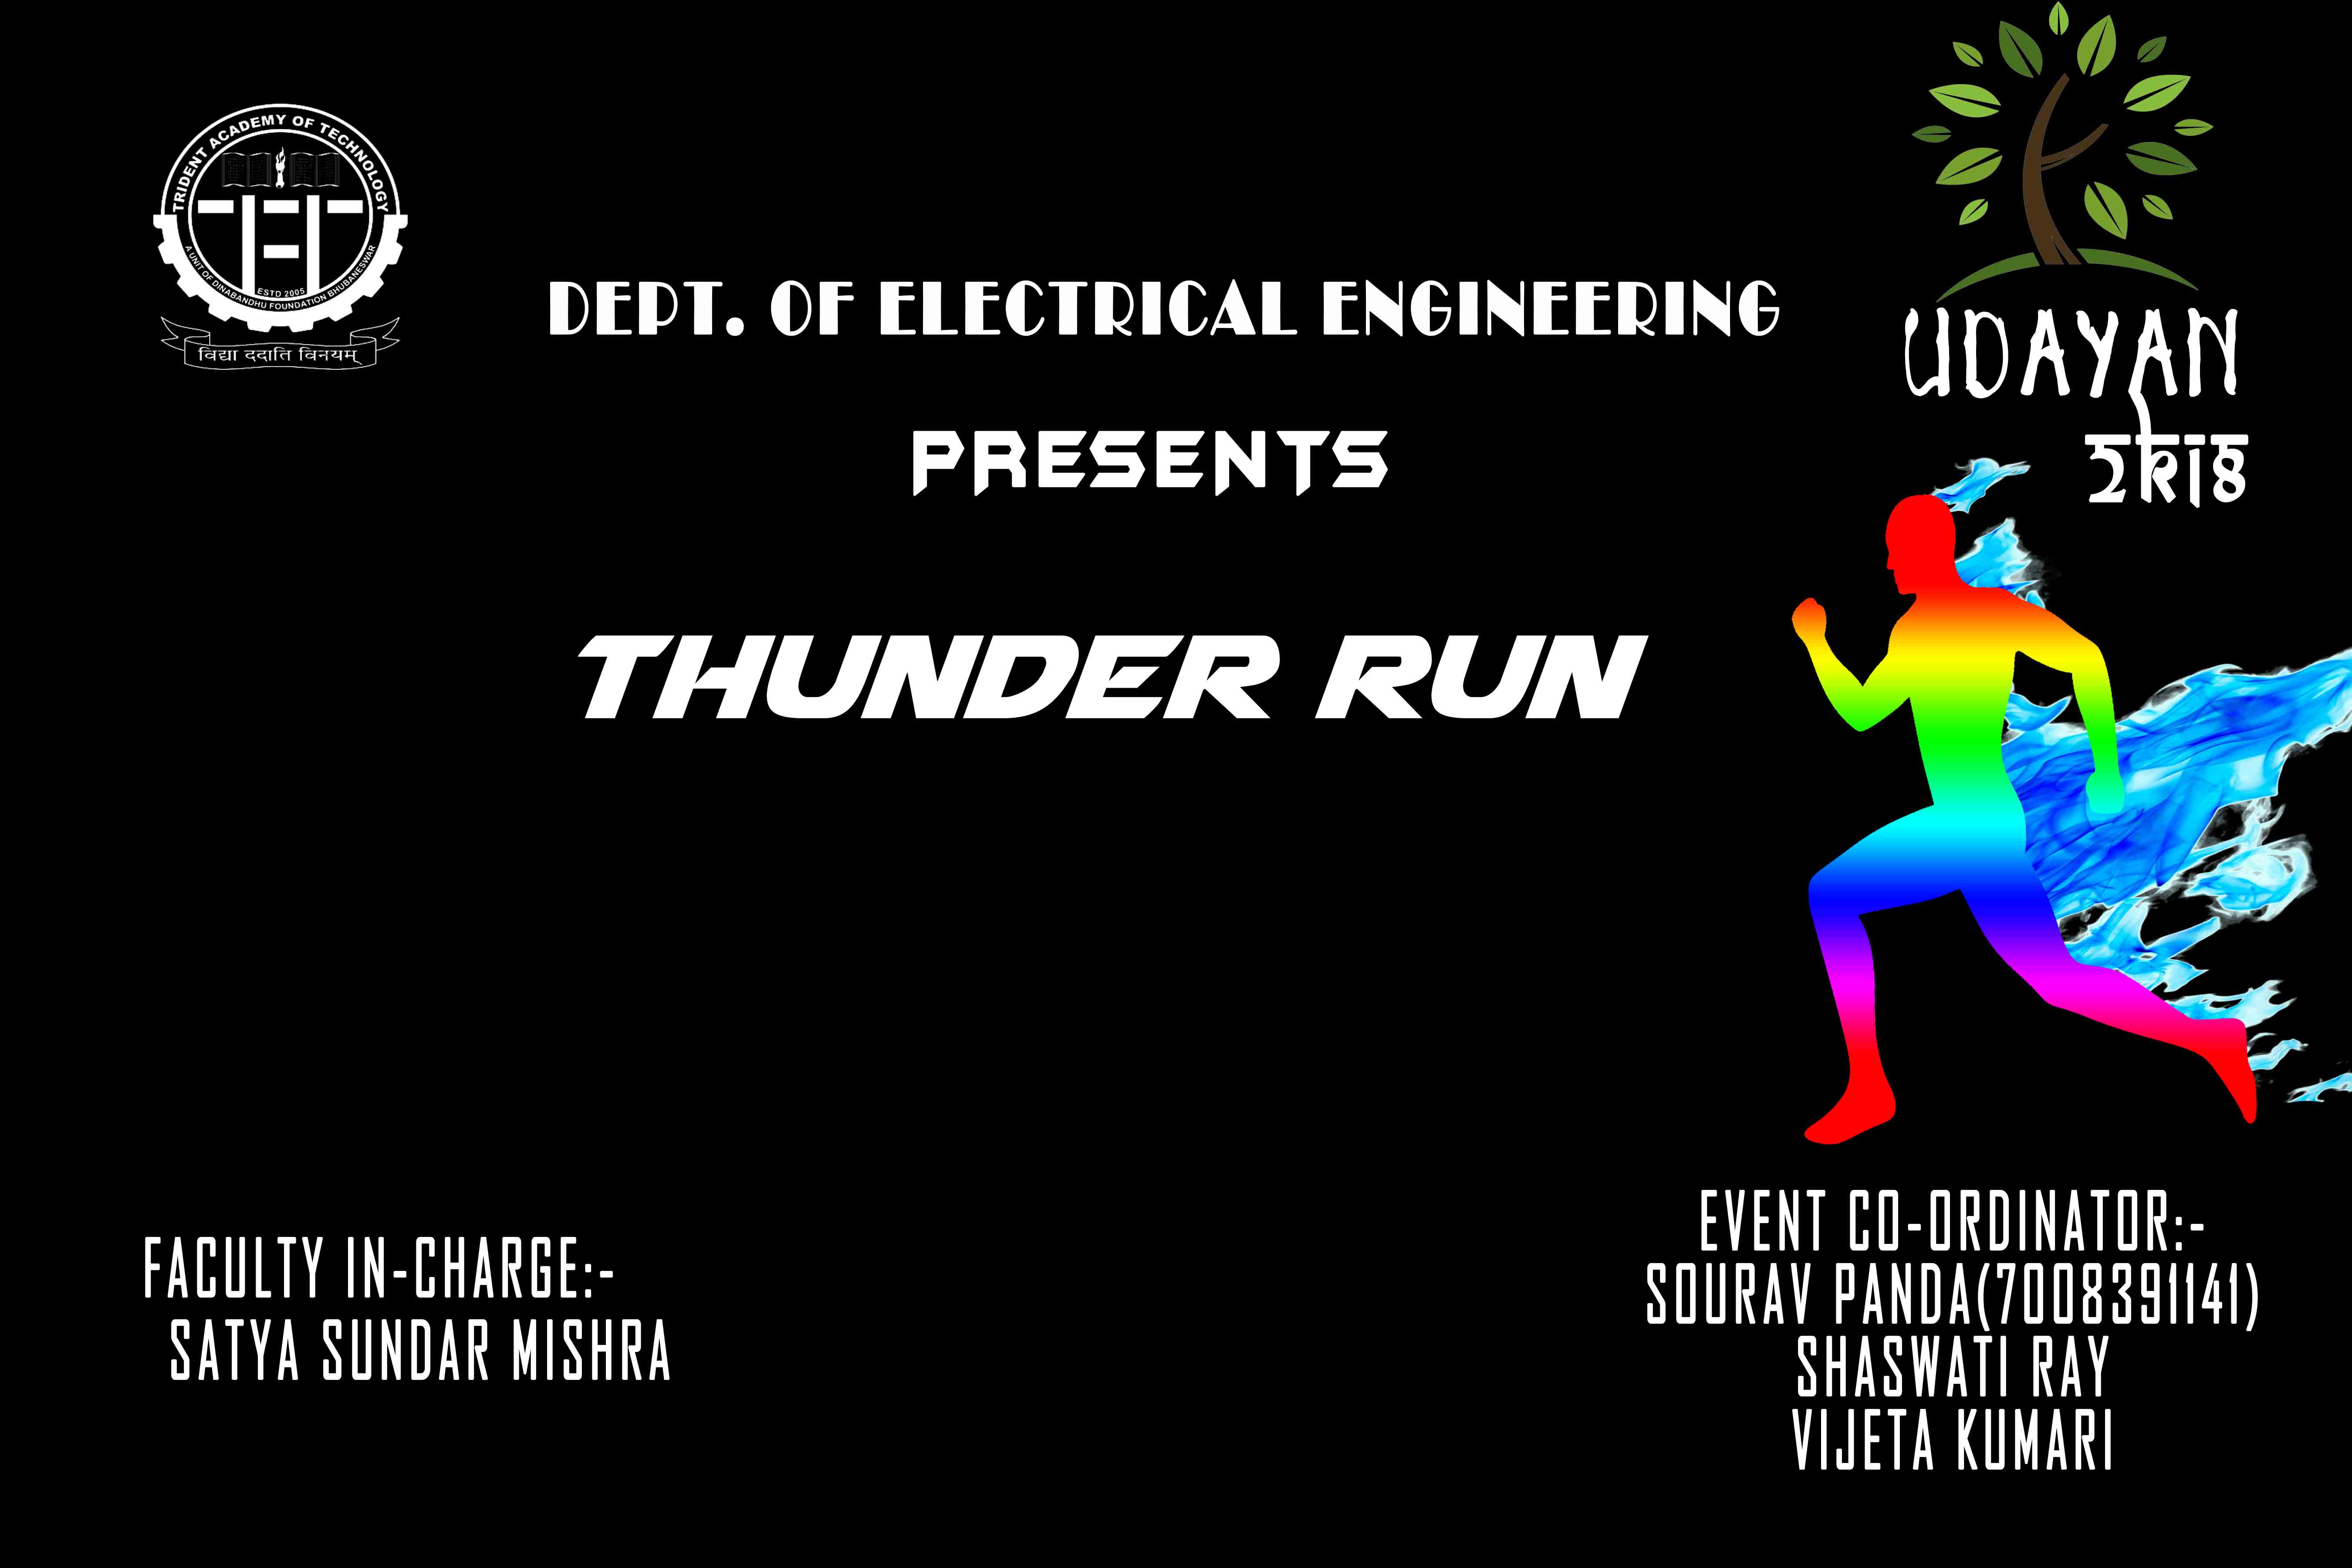 TRIDENT ACADEMY OF TECHNOLOGY
TET
ESTD 2005
A UNIT OF DINABANDHU FOUNDATION BHUBANESWAR
विद्या ददाति विनयम्
UDAYAN
2k18
DEPT. OF ELECTRICAL ENGINEERING
PRESENTS
THUNDER RUN
FACULTY IN-CHARGE:-
SATYA SUNDAR MISHRA
EVENT CO-ORDINATOR:-
SOURAV PANDA(7008391141)
SHASWATI RAY
VIJETA KUMARI